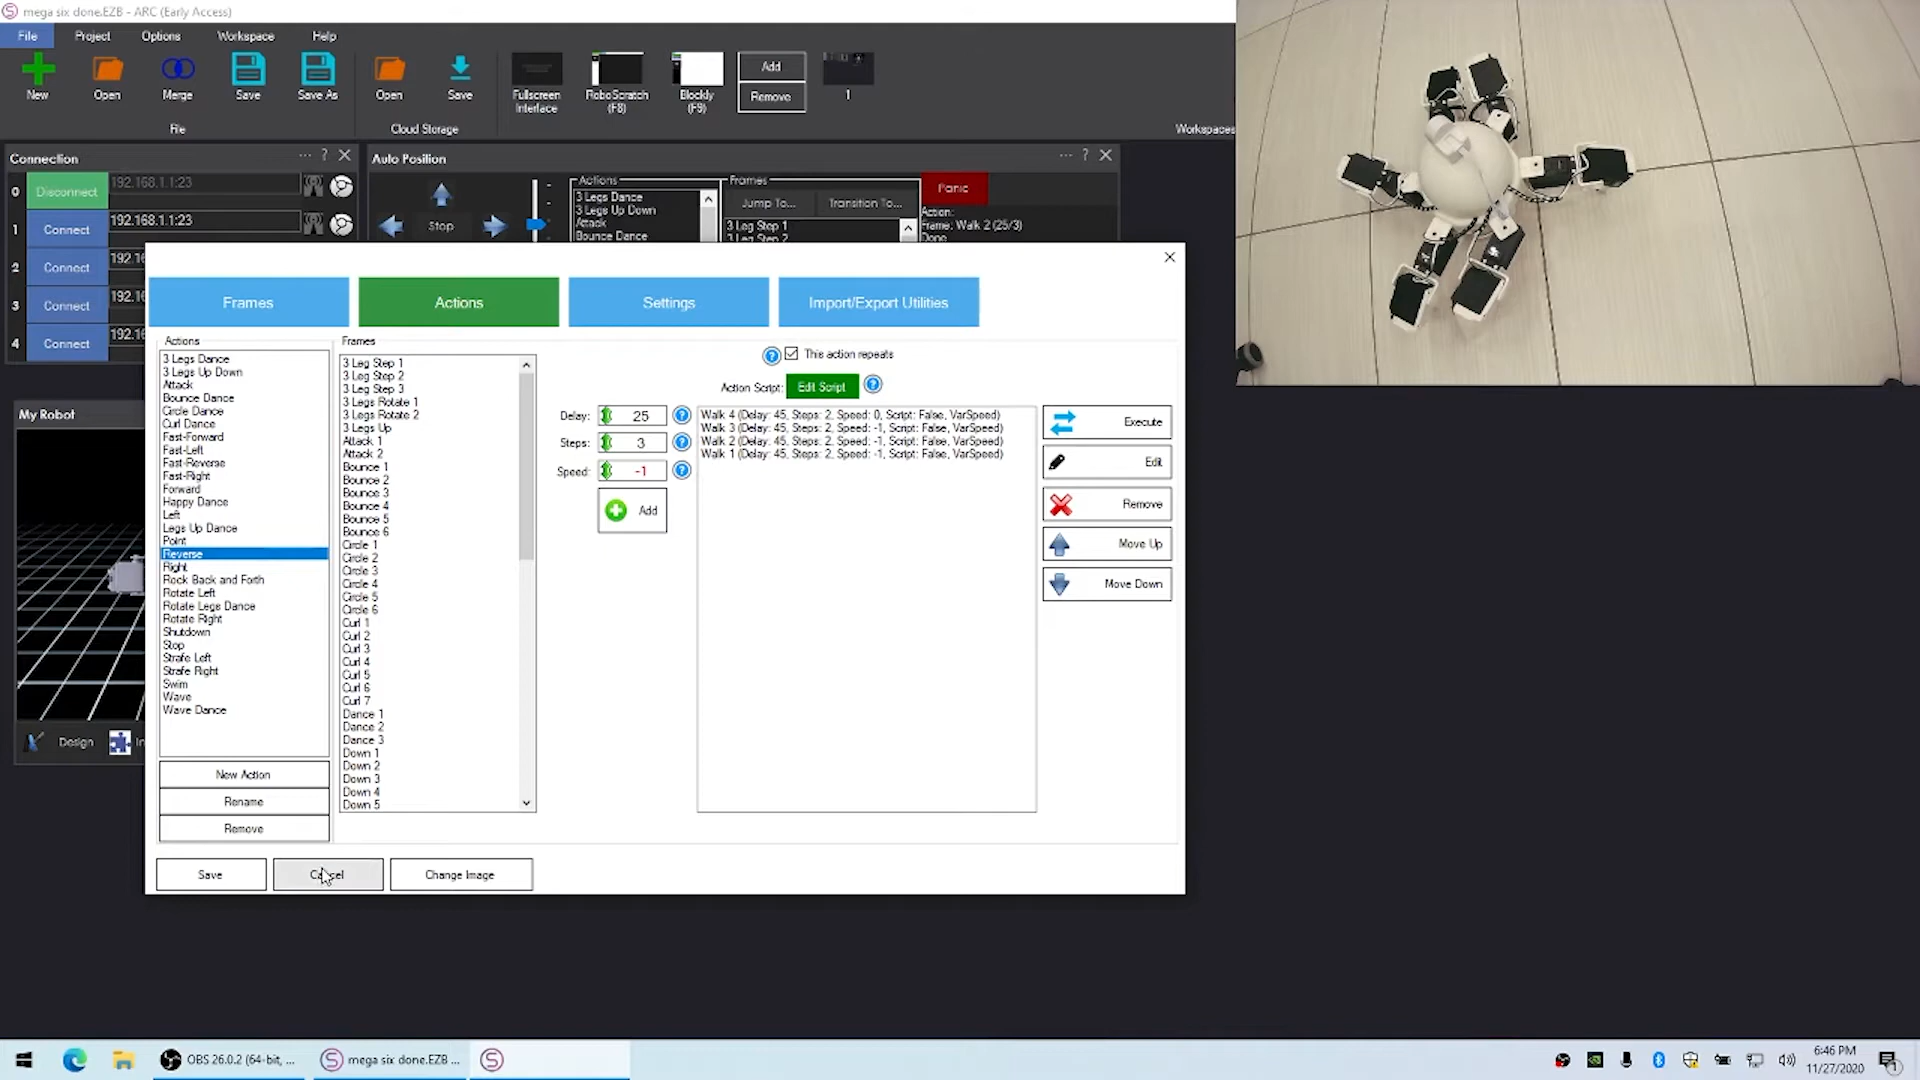 mega six done.EZB - ARC (Early Access)
File Project Options Workspace Help
New Open Merge Save Save As Open Save Fullscreen Interface RoboScratch (F8) Blockly (F9) Add Remove 1
File Cloud Storage Workspaces
Connection ... ?
0 Disconnect 192.168.1.1:23
1 Connect 192.168.1.1:23
2 Connect 192.16
3 Connect 192.16
4 Connect 192.16
Auto Position ... ?
Stop
Actions
3 Legs Dance
3 Legs Up Down
Attack
Bounce Dance
Frames
Jump To... Transition To...
3 Leg Step 1
3 Leg Step 2
Panic
Action:
Frame: Walk 2 (25/3)
Done
My Robot
Design In
Frames Actions Settings Import/Export Utilities
Actions
3 Legs Dance
3 Legs Up Down
Attack
Bounce Dance
Circle Dance
Curl Dance
Fast-Forward
Fast-Left
Fast-Reverse
Fast-Right
Forward
Happy Dance
Left
Legs Up Dance
Point
Reverse
Right
Rock Back and Forth
Rotate Left
Rotate Legs Dance
Rotate Right
Shutdown
Stop
Strafe Left
Strafe Right
Swim
Wave
Wave Dance
New Action
Rename
Remove
Frames
3 Leg Step 1
3 Leg Step 2
3 Leg Step 3
3 Legs Rotate 1
3 Legs Rotate 2
3 Legs Up
Attack 1
Attack 2
Bounce 1
Bounce 2
Bounce 3
Bounce 4
Bounce 5
Bounce 6
Circle 1
Circle 2
Circle 3
Circle 4
Circle 5
Circle 6
Curl 1
Curl 2
Curl 3
Curl 4
Curl 5
Curl 6
Curl 7
Dance 1
Dance 2
Dance 3
Down 1
Down 2
Down 3
Down 4
Down 5
? This action repeats
Action Script: Edit Script ?
Delay: 25 ?
Steps: 3 ?
Speed: -1 ?
Add
Walk 4 (Delay: 45, Steps: 2, Speed: 0, Script: False, VarSpeed)
Walk 3 (Delay: 45, Steps: 2, Speed: -1, Script: False, VarSpeed)
Walk 2 (Delay: 45, Steps: 2, Speed: -1, Script: False, VarSpeed)
Walk 1 (Delay: 45, Steps: 2, Speed: -1, Script: False, VarSpeed)
Execute
Edit
Remove
Move Up
Move Down
Save Cancel Change Image
OBS 26.0.2 (64-bit, ... mega six done.EZB ...
6:46 PM
11/27/2020